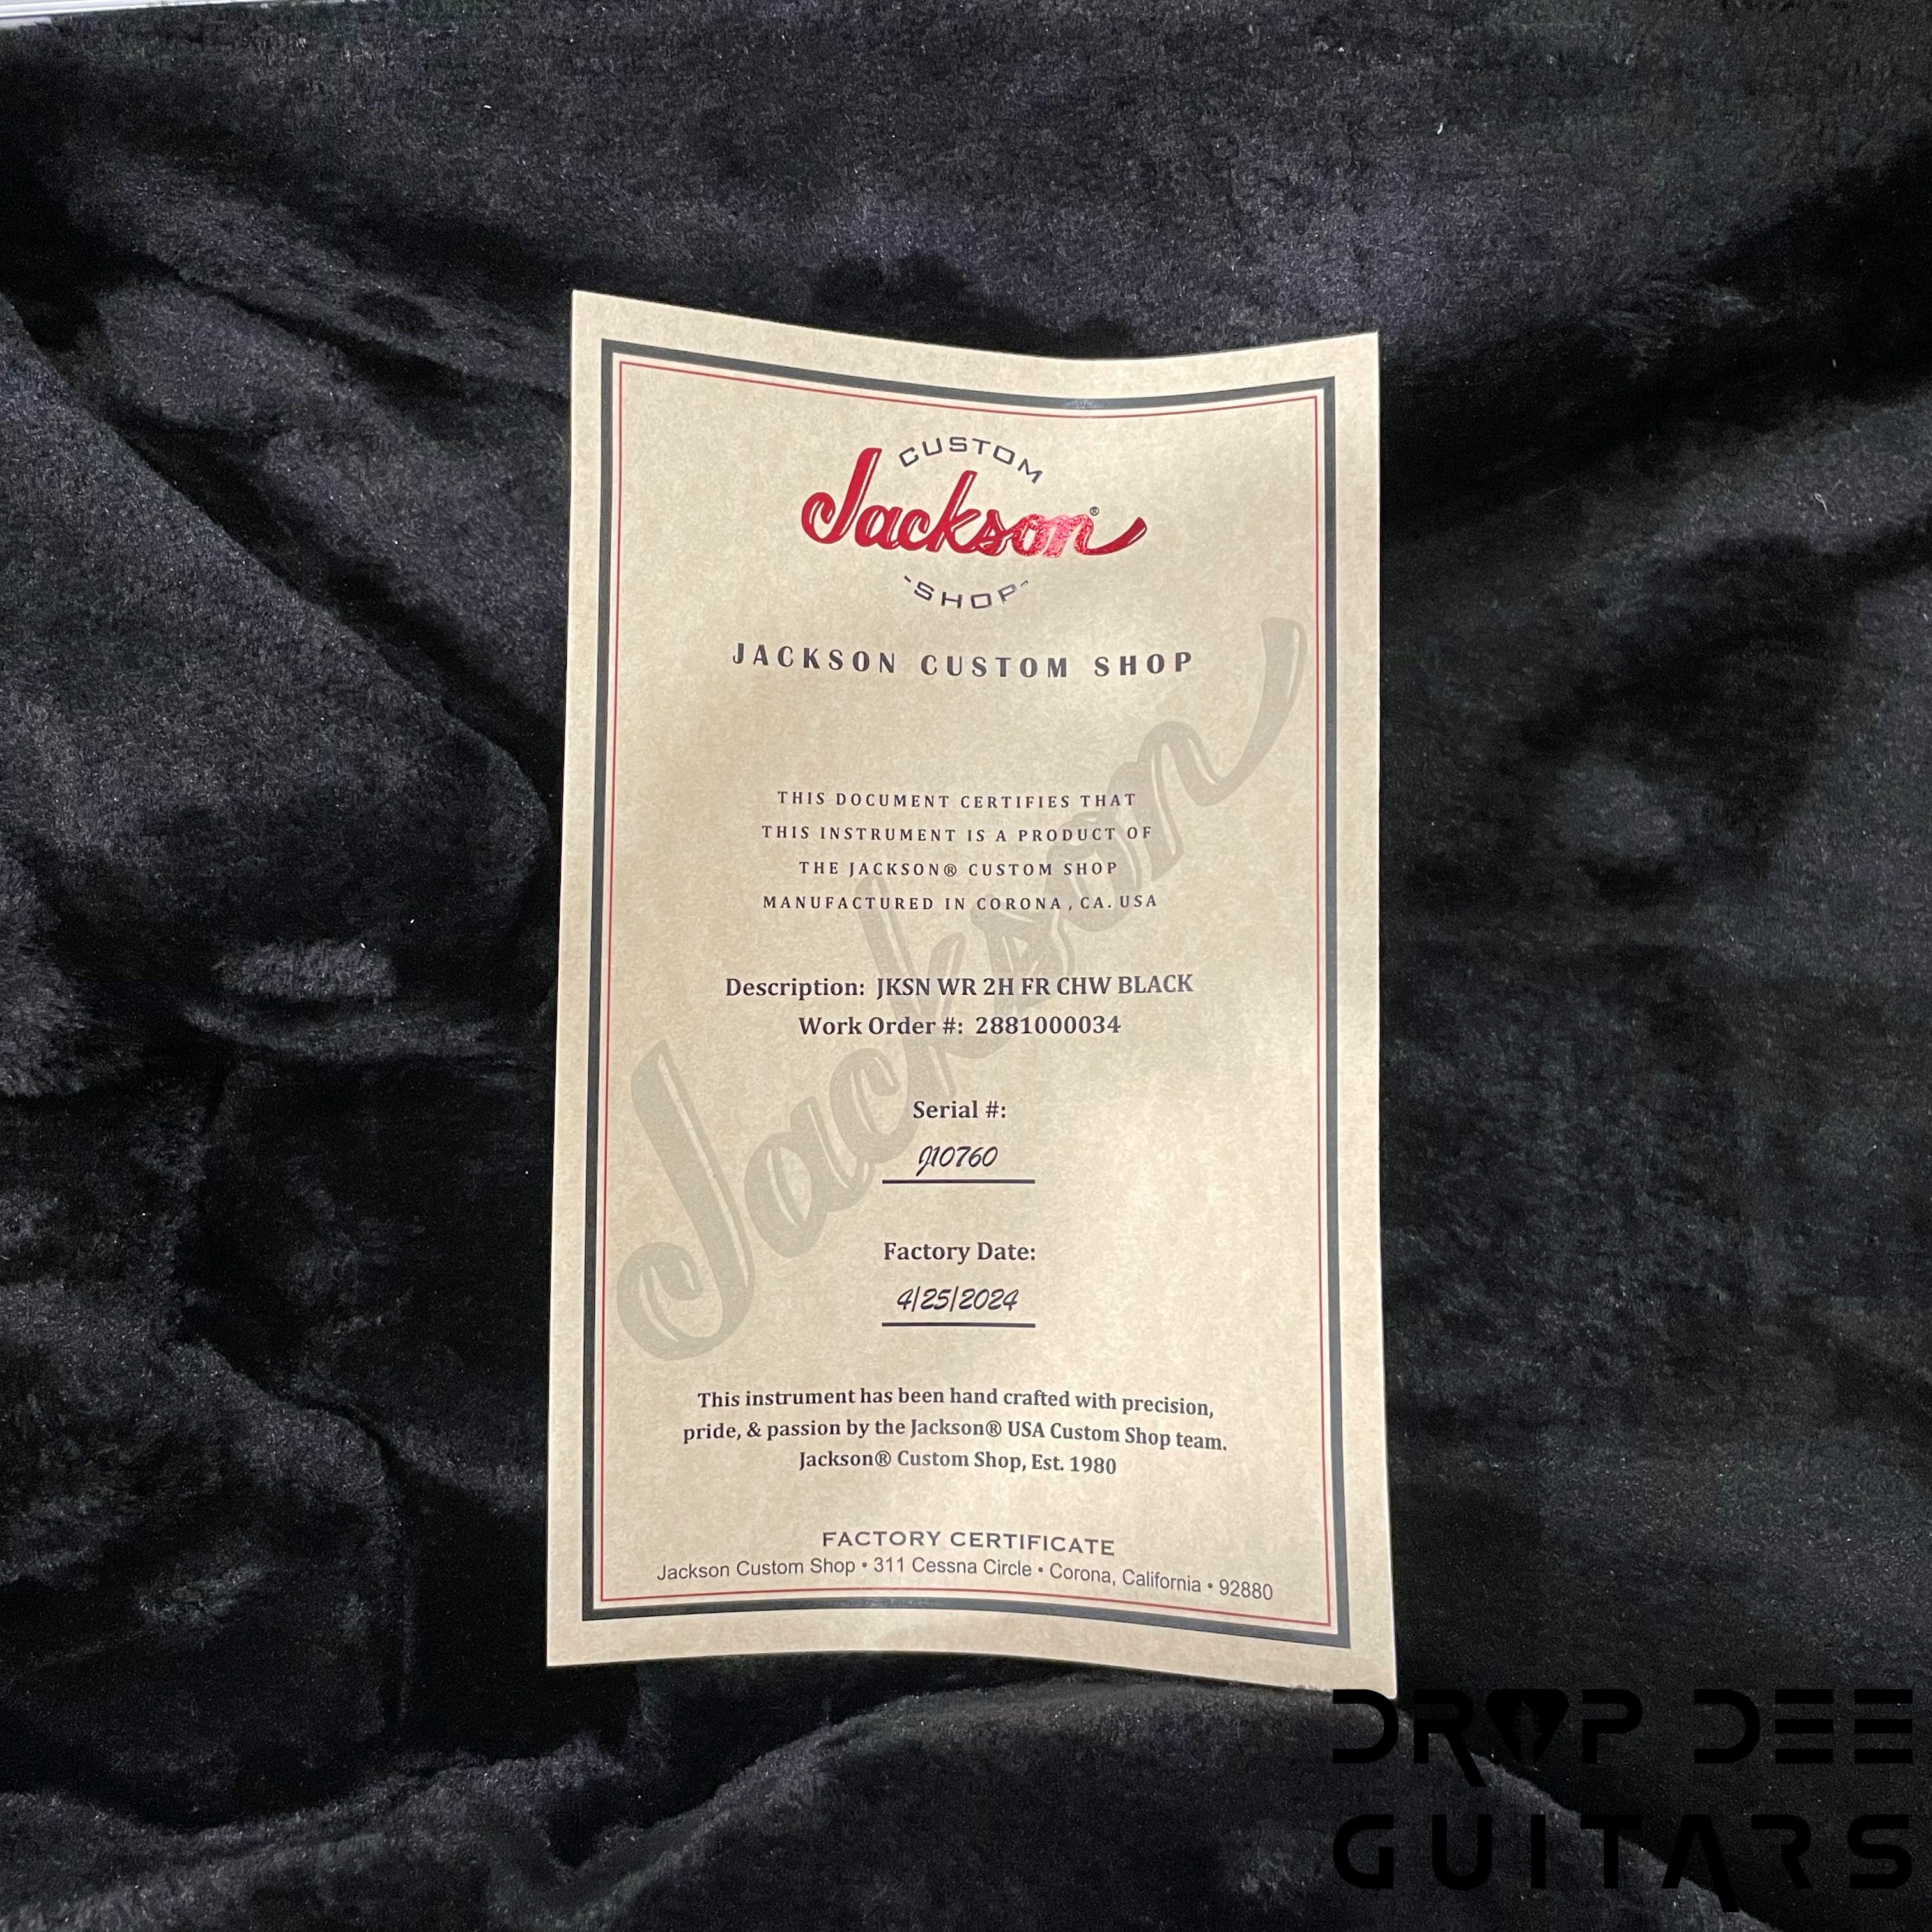 CUSTOM
Jackson®
-SHOP-
JACKSON CUSTOM SHOP
THIS DOCUMENT CERTIFIES THAT
THIS INSTRUMENT IS A PRODUCT OF
THE JACKSON® CUSTOM SHOP
MANUFACTURED IN CORONA, CA. USA
Jackson
Description: JKSN WR 2H FR CHW BLACK
Work Order #: 2881000034
Serial #:
J10760
Factory Date:
4/25/2024
This instrument has been hand crafted with precision,
pride, & passion by the Jackson® USA Custom Shop team.
Jackson® Custom Shop, Est. 1980
FACTORY CERTIFICATE
Jackson Custom Shop • 311 Cessna Circle • Corona, California • 92880
DROP DEE
GUITARS